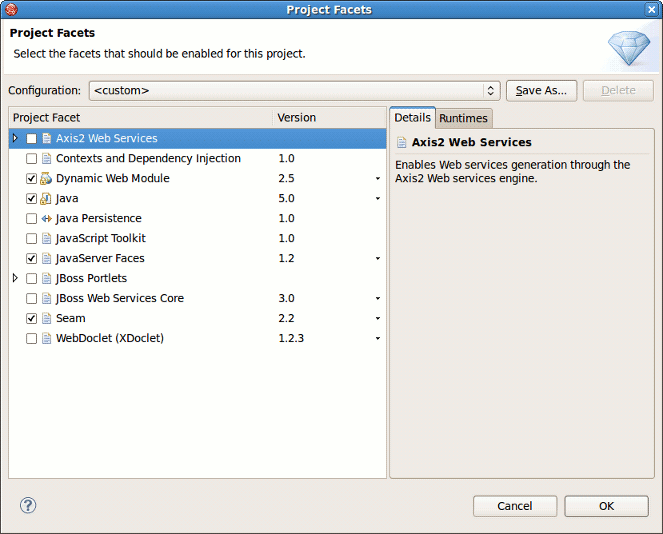 Project Facets
Project Facets
Select the facets that should be enabled for this project.
Configuration: <custom> Save As... Delete
Project Facet Version Details Runtimes
Axis2 Web Services Axis2 Web Services
Contexts and Dependency Injection 1.0 Enables Web services generation through the
Dynamic Web Module 2.5 Axis2 Web services engine.
Java 5.0
Java Persistence 1.0
JavaScript Toolkit 1.0
JavaServer Faces 1.2
JBoss Portlets
JBoss Web Services Core 3.0
Seam 2.2
WebDoclet (XDoclet) 1.2.3
? Cancel OK